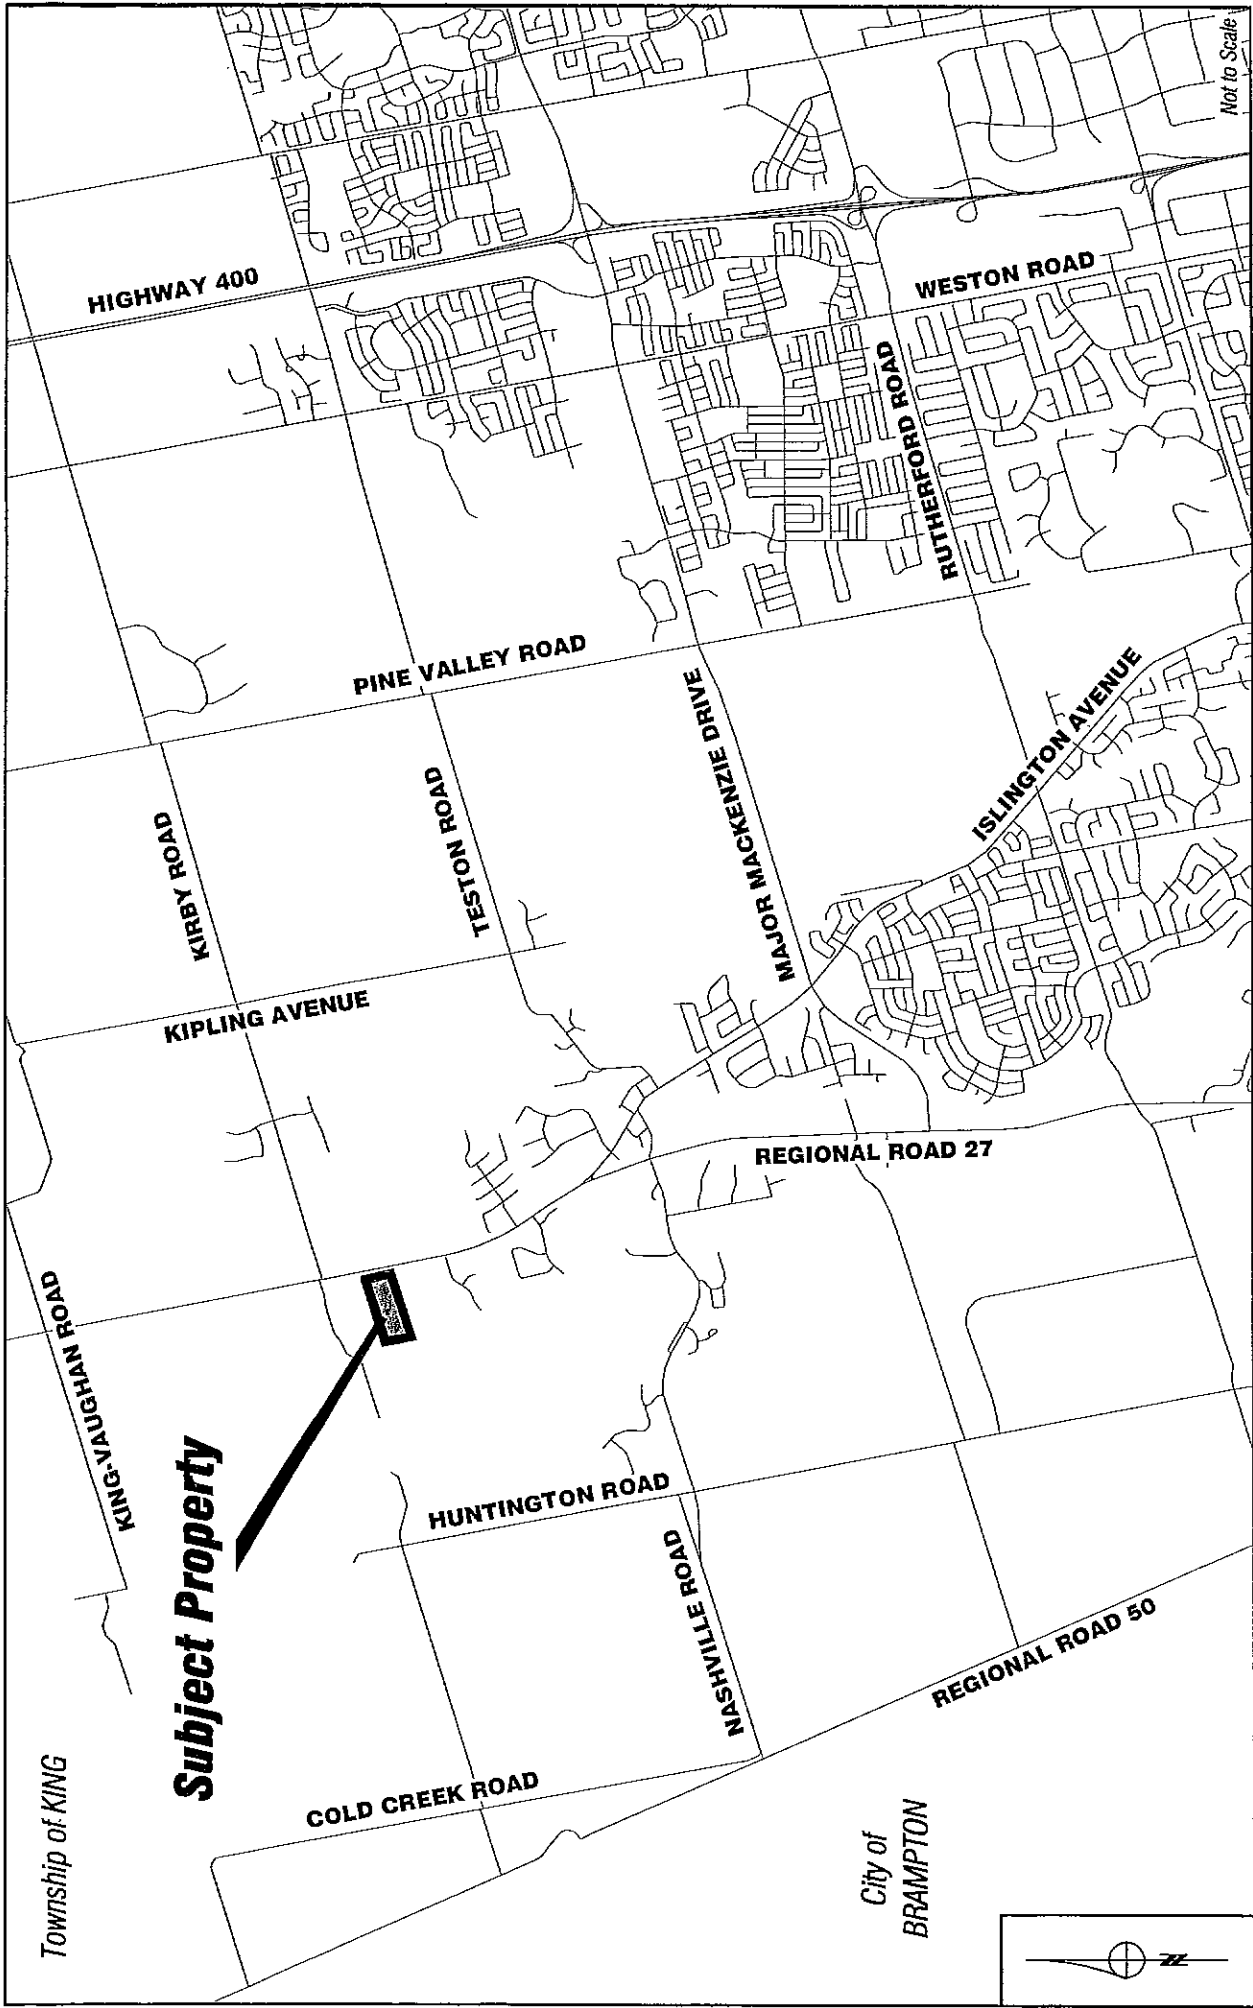 Township of KING
Subject Property
KING-VAUGHAN ROAD
COLD CREEK ROAD
HUNTINGTON ROAD
NASHVILLE ROAD
REGIONAL ROAD 50
City of
BRAMPTON
KIPLING AVENUE
KIRBY ROAD
TESTON ROAD
REGIONAL ROAD 27
MAJOR MACKENZIE DRIVE
ISLINGTON AVENUE
PINE VALLEY ROAD
RUTHERFORD ROAD
WESTON ROAD
HIGHWAY 400
Not to Scale
N